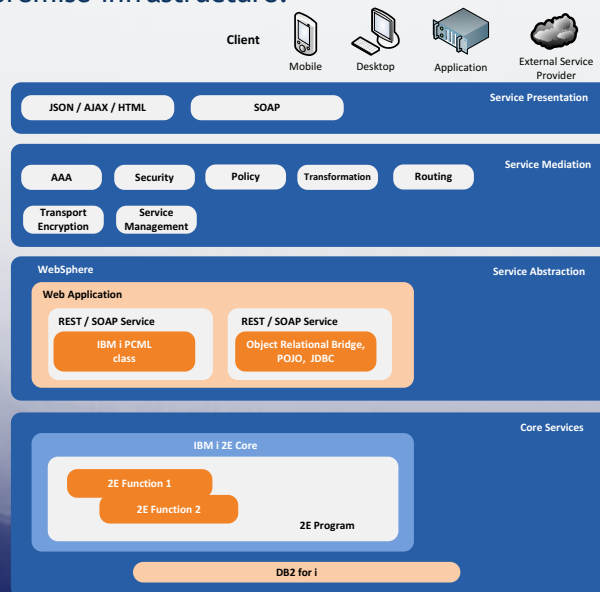 infrastructure.
Client
Mobile
Desktop
Application
External Service
Provider
Service Presentation
JSON / AJAX / HTML
SOAP
Service Mediation
AAA
Security
Policy
Transformation
Routing
Transport
Encryption
Service
Management
WebSphere
Service Abstraction
Web Application
REST / SOAP Service
IBM i PCML
class
REST / SOAP Service
Object Relational Bridge,
POJO, JDBC
Core Services
IBM i 2E Core
2E Function 1
2E Function 2
2E Program
DB2 for i